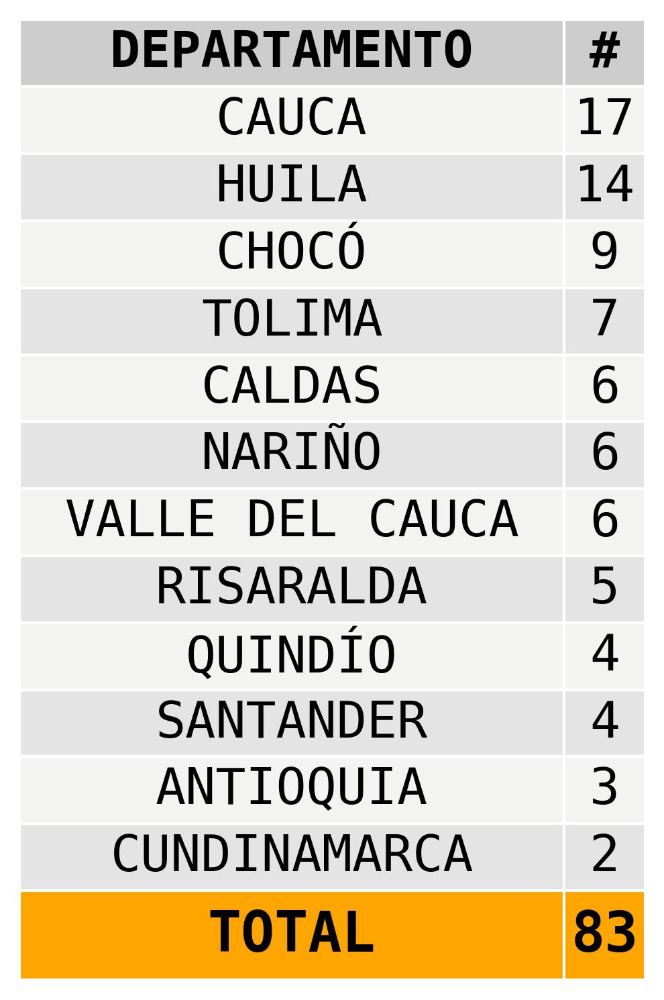 DEPARTAMENTO #
CAUCA 17
HUILA 14
CHOCÓ 9
TOLIMA 7
CALDAS 6
NARIÑO 6
VALLE DEL CAUCA 6
RISARALDA 5
QUINDÍO 4
SANTANDER 4
ANTIOQUIA 3
CUNDINAMARCA 2
TOTAL 83